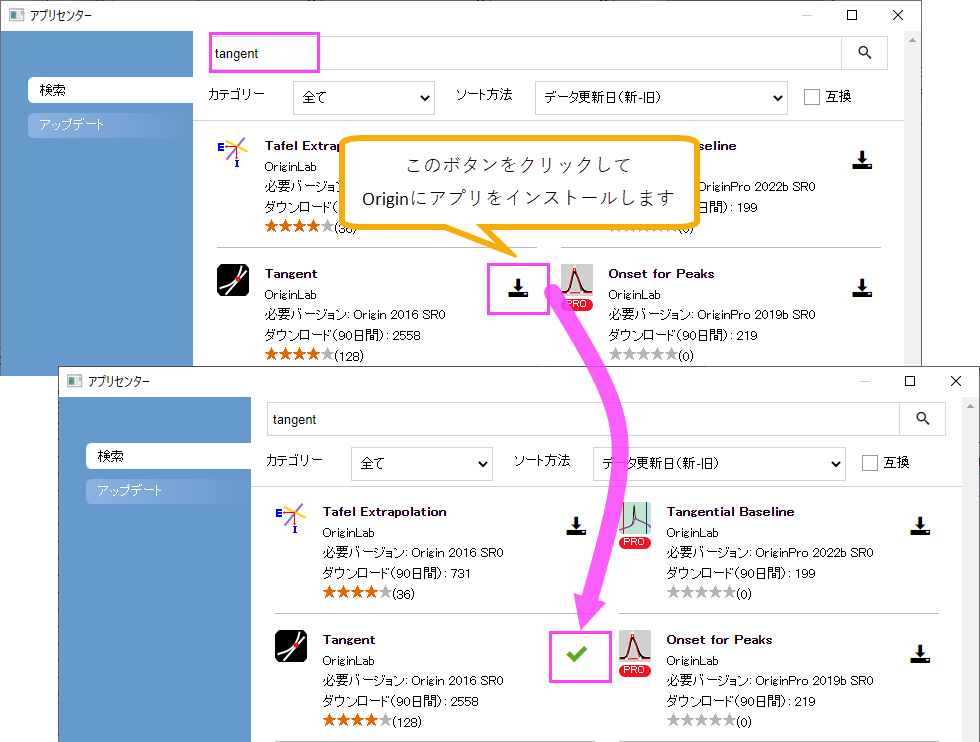 アプリセンター
tangent
検索
アップデート
カテゴリー
全て
ソート方法
データ更新日(新-旧)
互換
このボタンをクリックして
Originにアプリをインストールします
Tafel Extrap
OriginLab
必要バージョン
ダウンロード(
(36)
seline
OriginPro 2022b SR0
日間): 199
(0)
Tangent
OriginLab
必要バージョン: Origin 2016 SR0
ダウンロード(90日間): 2558
(128)
PRO
Onset for Peaks
OriginLab
必要バージョン: OriginPro 2019b SR0
ダウンロード(90日間): 219
(0)
アプリセンター
tangent
検索
アップデート
カテゴリー
全て
ソート方法
データ更新日(新-旧)
互換
E
I
Tafel Extrapolation
OriginLab
必要バージョン: Origin 2016 SR0
ダウンロード(90日間): 731
(36)
PRO
Tangential Baseline
OriginLab
必要バージョン: OriginPro 2022b SR0
ダウンロード(90日間): 199
(0)
Tangent
OriginLab
必要バージョン: Origin 2016 SR0
ダウンロード(90日間): 2558
(128)
PRO
Onset for Peaks
OriginLab
必要バージョン: OriginPro 2019b SR0
ダウンロード(90日間): 219
(0)